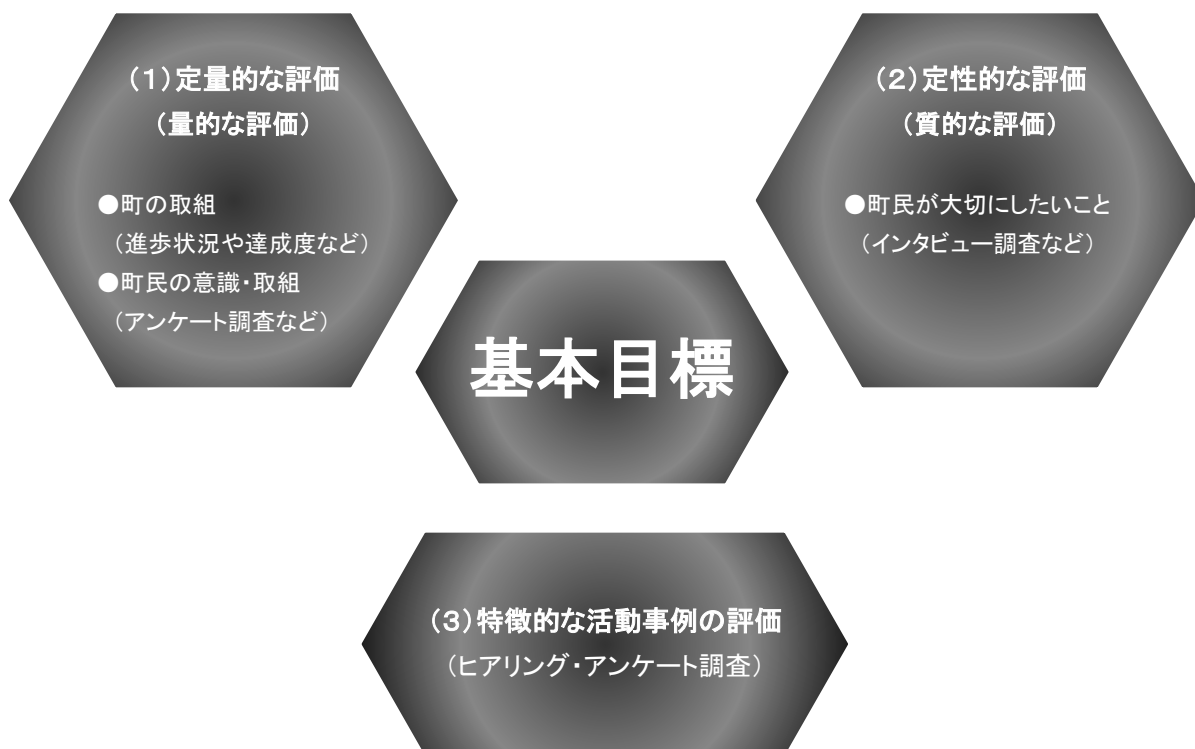 （１）定量的な評価
（量的な評価）
●町の取組
（進歩状況や達成度など）
●町民の意識・取組
（アンケート調査など）
（２）定性的な評価
（質的な評価）
●町民が大切にしたいこと
（インタビュー調査など）
基本目標
（３）特徴的な活動事例の評価
（ヒアリング・アンケート調査）